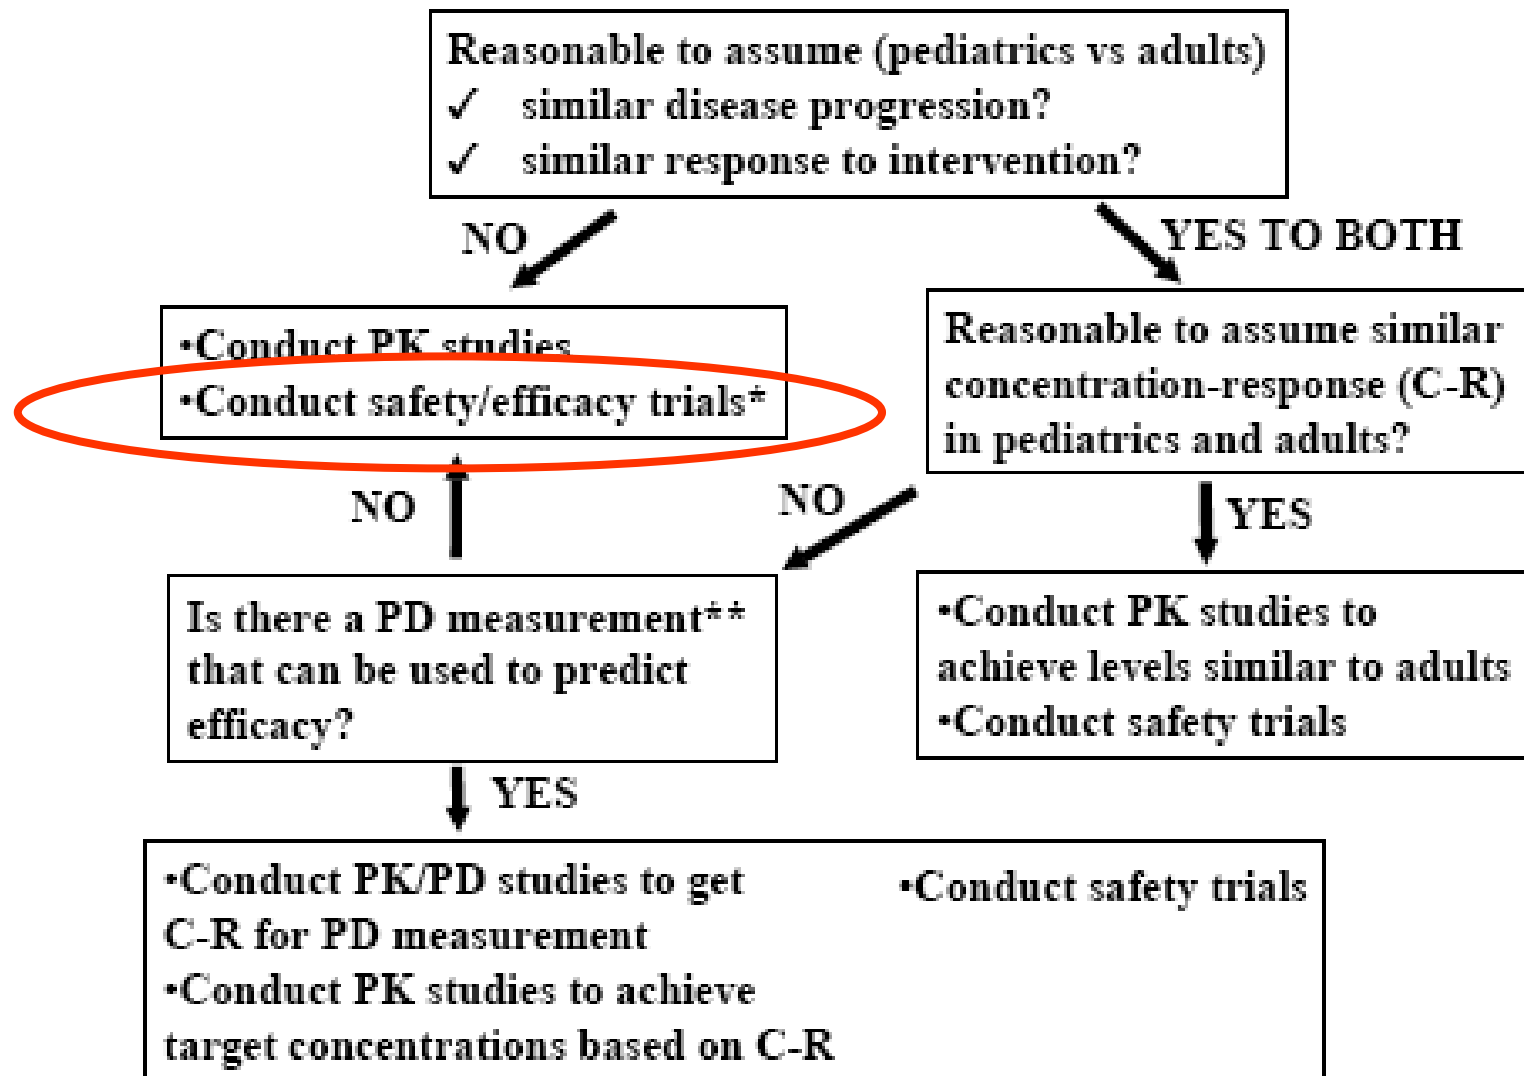 Reasonable to assume (pediatrics vs adults)
✓ similar disease progression?
✓ similar response to intervention?
NO
YES TO BOTH
•Conduct PK studies
•Conduct safety/efficacy trials*
Reasonable to assume similar
concentration-response (C-R)
in pediatrics and adults?
NO
NO
YES
Is there a PD measurement**
that can be used to predict
efficacy?
•Conduct PK studies to
achieve levels similar to adults
•Conduct safety trials
YES
•Conduct PK/PD studies to get
C-R for PD measurement
•Conduct PK studies to achieve
target concentrations based on C-R
•Conduct safety trials